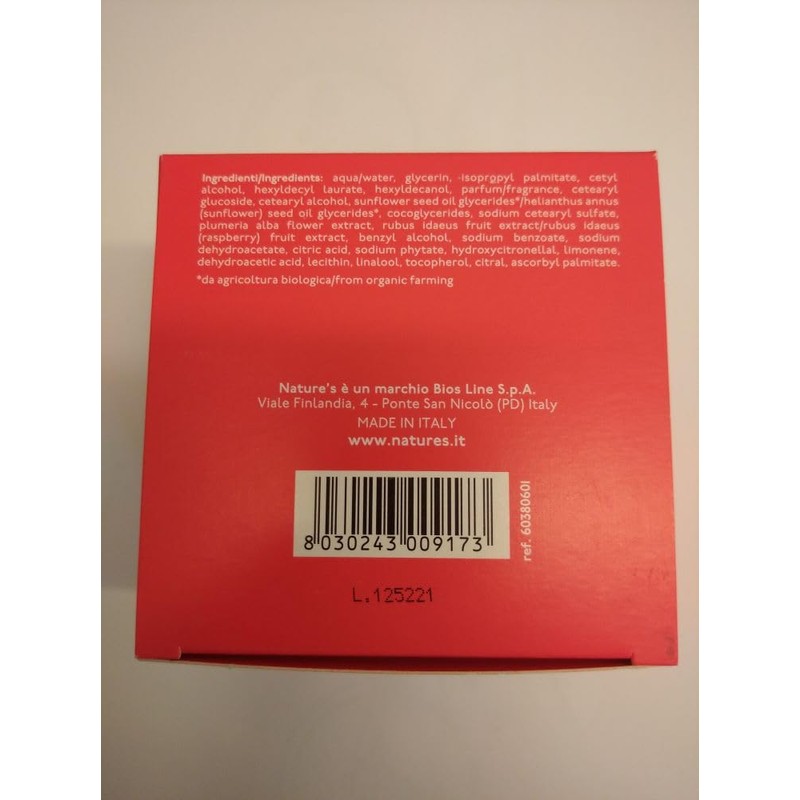 Ingredienti/Ingredients: aqua/water, glycerin, isopropyl palmitate, cetyl
alcohol, hexyldecyl laurate, hexyldecanol, parfum/fragrance, cetearyl
glucoside, cetearyl alcohol, sunflower seed oil glycerides*/helianthus annus
(sunflower) seed oil glycerides*, cocoglycerides, sodium cetearyl sulfate,
plumeria alba flower extract, rubus idaeus fruit extract/rubus idaeus
(raspberry) fruit extract, benzyl alcohol, sodium benzoate, sodium
dehydroacetate, citric acid, sodium phytate, hydroxycitronellal, limonene,
dehydroacetic acid, lecithin, linalool, tocopherol, citral, ascorbyl palmitate.
*da agricoltura biologica/from organic farming
Nature's è un marchio Bios Line S.p.A.
Viale Finlandia, 4 - Ponte San Nicolò (PD) Italy
MADE IN ITALY
www.natures.it
8 030243 009173
ref. 60380601
L.125221